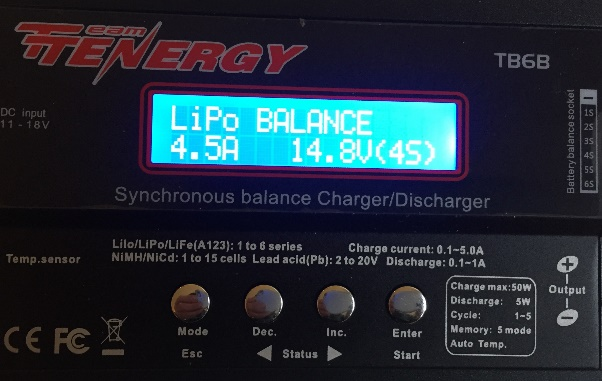 Team
TENERGY
TB6B
DC input
11 - 18V
LiPo BALANCE
4.5A 14.8V(4S)
Battery balance socket
1S
2S
3S
4S
5S
6S
Synchronous balance Charger/Discharger
Temp.sensor
LiIo/LiPo/LiFe(A123): 1 to 6 series
Charge current: 0.1~5.0A
NiMH/NiCd: 1 to 15 cells Lead acid(Pb): 2 to 20V Discharge: 0.1~1A
Charge max:50W
Discharge: 5W
Cycle: 1~5
Memory: 5 mode
Auto Temp.
+
Output
−
Mode
Dec.
Inc.
Enter
Esc
◀ Status ▶
Start
CE FC